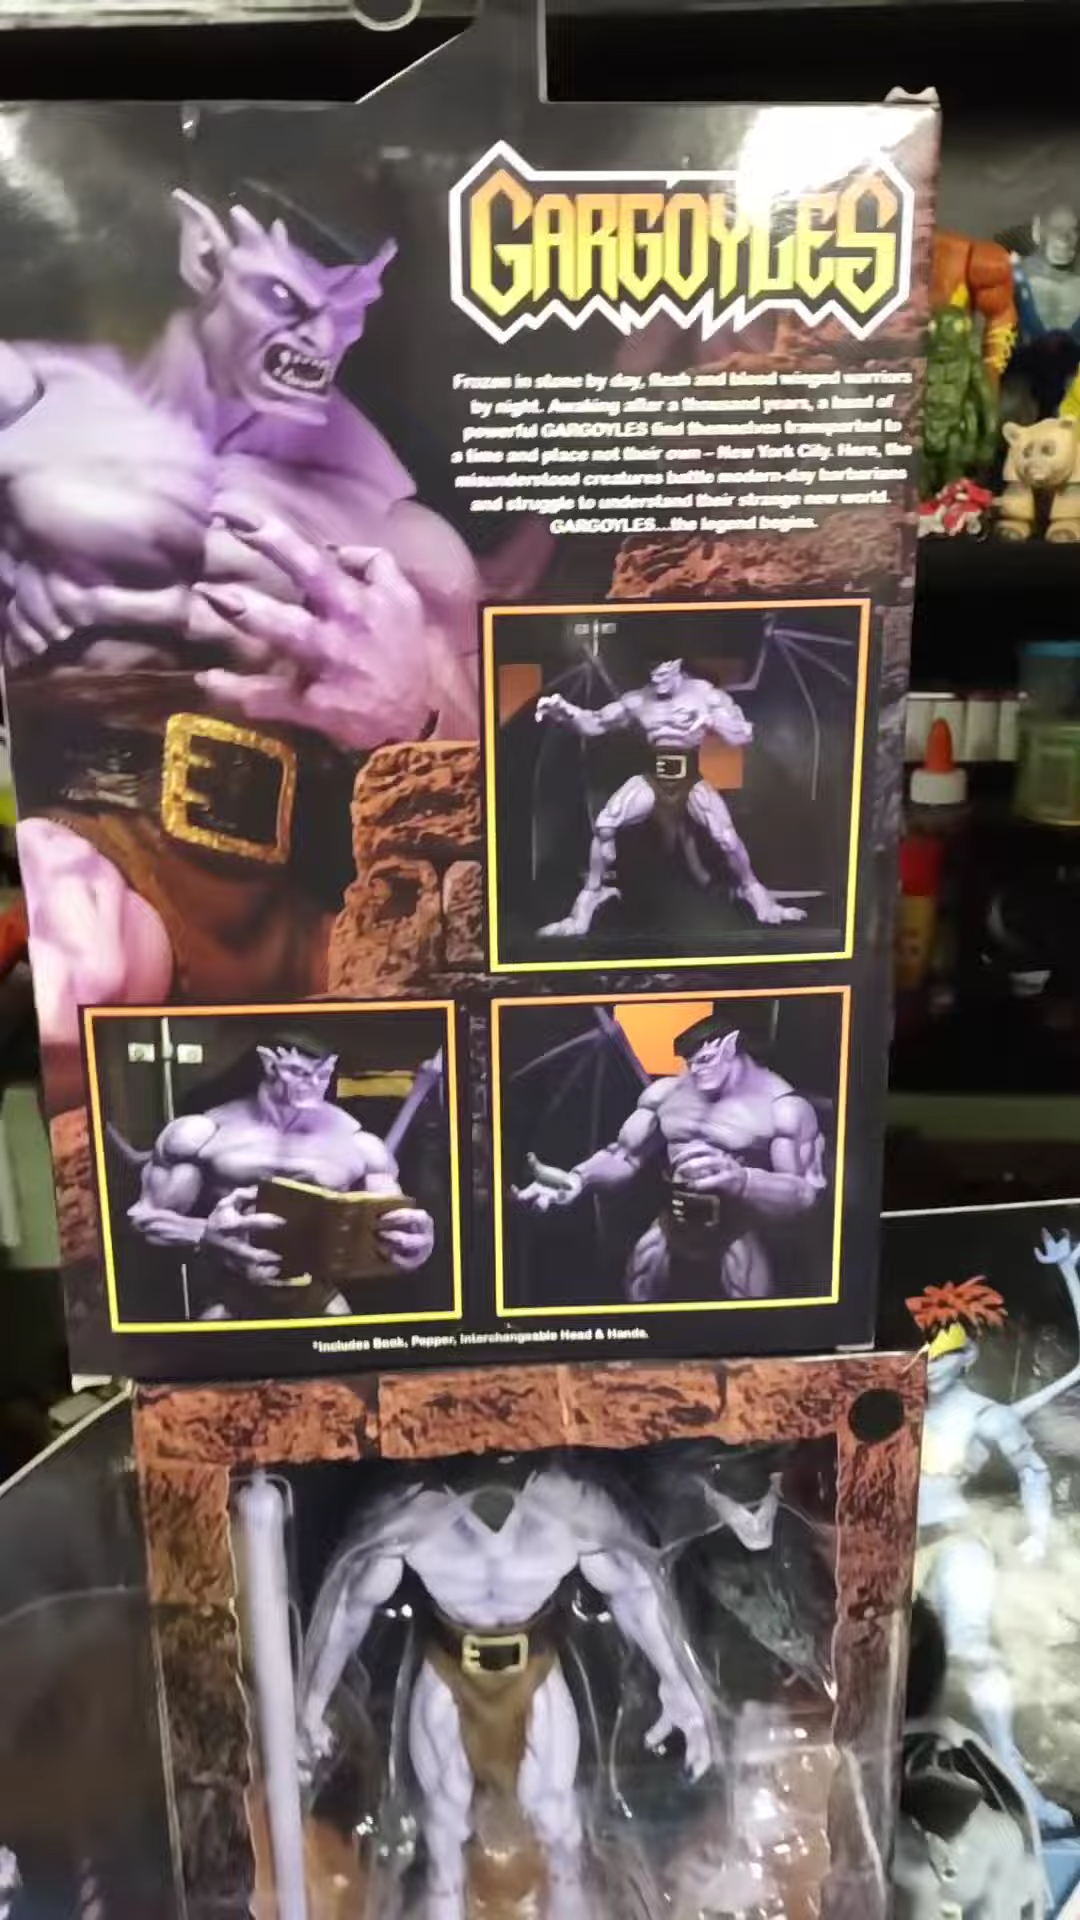 GARGOYLES
Frozen in stone by day, flesh and blood winged warriors
by night. Awaking after a thousand years, a band of
powerful GARGOYLES find themselves transported to
a time and place not their own – New York City. Here, the
misunderstood creatures battle modern-day barbarians
and struggle to understand their strange new world.
GARGOYLES...the legend begins.
*Includes Book, Pepper, Interchangeable Head & Hands.